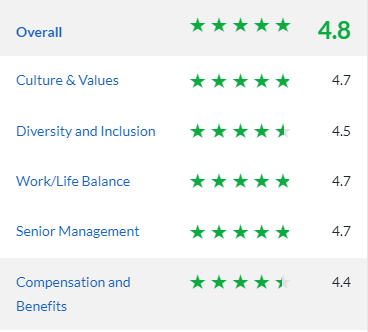 Overall 4.8
Culture & Values 4.7
Diversity and Inclusion 4.5
Work/Life Balance 4.7
Senior Management 4.7
Compensation and 4.4
Benefits